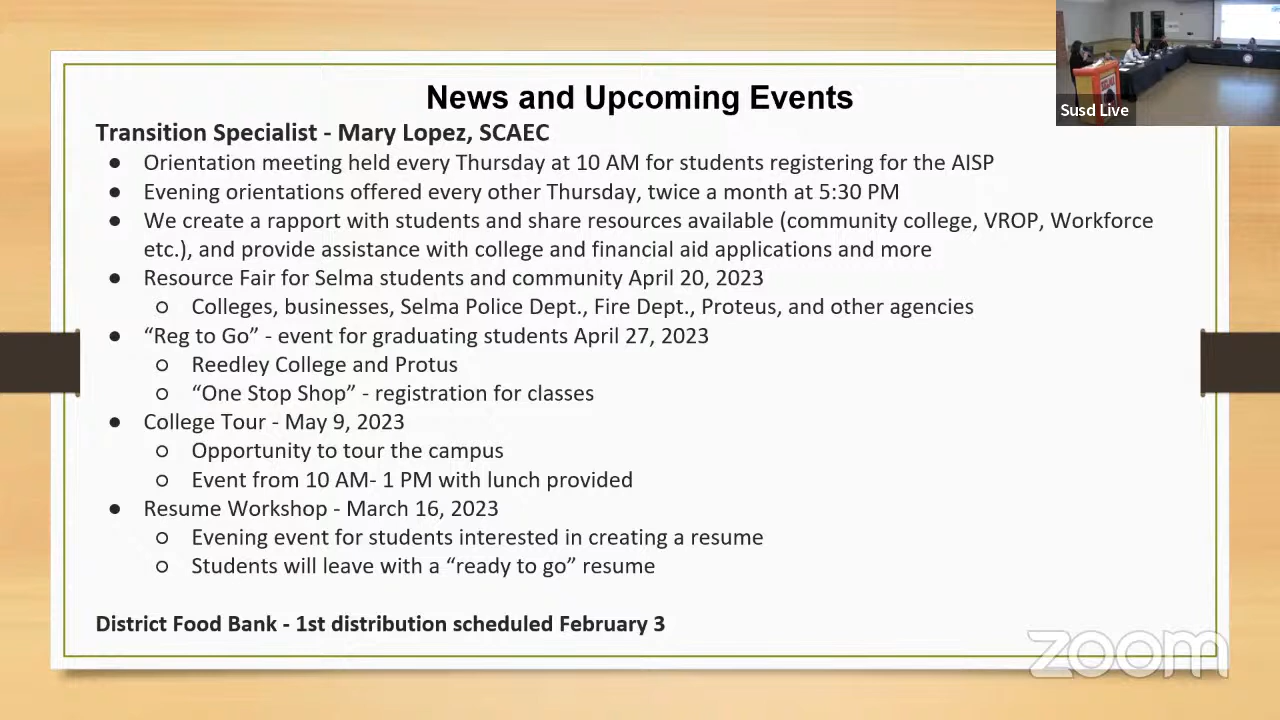 News and Upcoming Events
Susd Live
Transition Specialist - Mary Lopez, SCAEC
● Orientation meeting held every Thursday at 10 AM for students registering for the AISP
● Evening orientations offered every other Thursday, twice a month at 5:30 PM
● We create a rapport with students and share resources available (community college, VROP, Workforce
etc.), and provide assistance with college and financial aid applications and more
● Resource Fair for Selma students and community April 20, 2023
○ Colleges, businesses, Selma Police Dept., Fire Dept., Proteus, and other agencies
● “Reg to Go” - event for graduating students April 27, 2023
○ Reedley College and Protus
○ “One Stop Shop” - registration for classes
● College Tour - May 9, 2023
○ Opportunity to tour the campus
○ Event from 10 AM- 1 PM with lunch provided
● Resume Workshop - March 16, 2023
○ Evening event for students interested in creating a resume
○ Students will leave with a “ready to go” resume
District Food Bank - 1st distribution scheduled February 3
zoom